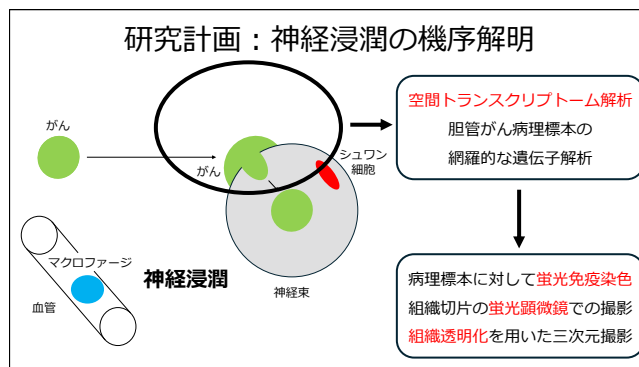 研究計画：神経浸潤の機序解明
がん
がん
シュワン
細胞
神経束
マクロファージ
血管
神経浸潤
空間トランスクリプトーム解析
胆管がん病理標本の
網羅的な遺伝子解析
病理標本に対して蛍光免疫染色
組織切片の蛍光顕微鏡での撮影
組織透明化を用いた三次元撮影